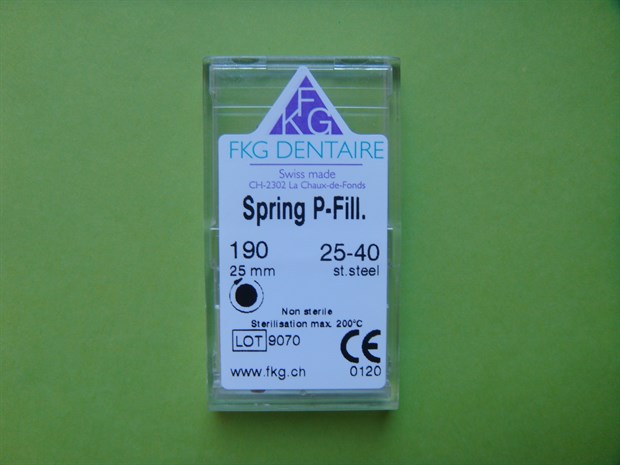 F
KG
FKG DENTAIRE
Swiss made
CH-2302 La Chaux-de-Fonds
Spring P-Fill.
190 25-40
25 mm st.steel
Non sterile
Sterilisation max. 200°C
LOT 9070 CE
www.fkg.ch 0120